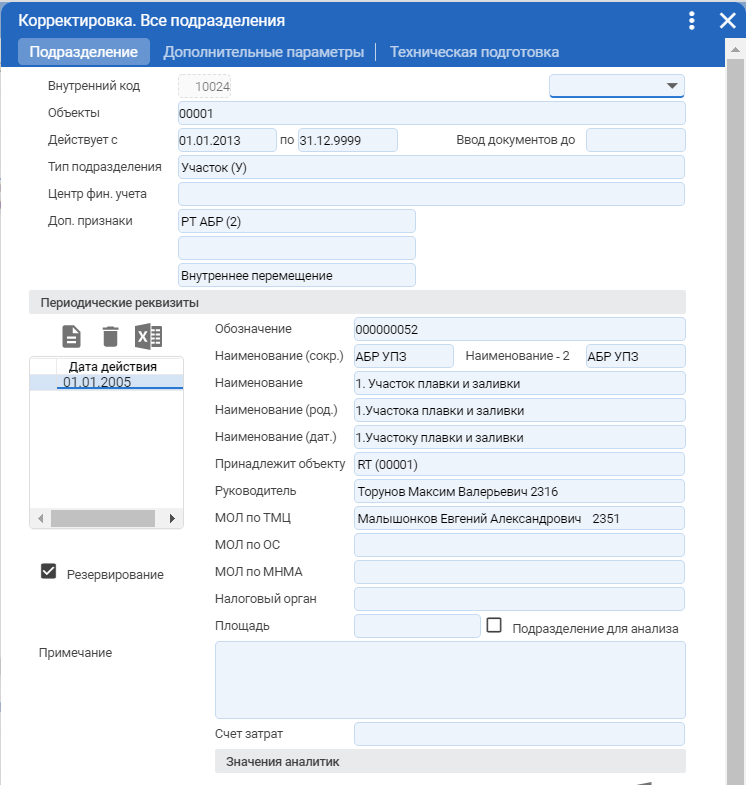 Корректировка. Все подразделения
Подразделение Дополнительные параметры Техническая подготовка
Внутренний код 10024
Объекты 00001
Действует с 01.01.2013 по 31.12.9999 Ввод документов до
Тип подразделения Участок (У)
Центр фин. учета
Доп. признаки РТ АБР (2)
Внутреннее перемещение
Периодические реквизиты
Обозначение 000000052
Наименование (сокр.) АБР УПЗ Наименование - 2 АБР УПЗ
Дата действия
01.01.2005
Наименование 1. Участок плавки и заливки
Наименование (род.) 1.Участока плавки и заливки
Наименование (дат.) 1.Участоку плавки и заливки
Принадлежит объекту RT (00001)
Руководитель Торунов Максим Валерьевич 2316
МОЛ по ТМЦ Малышонков Евгений Александрович 2351
МОЛ по ОС
Резервирование
МОЛ по МНМА
Налоговый орган
Площадь Подразделение для анализа
Примечание
Счет затрат
Значения аналитик